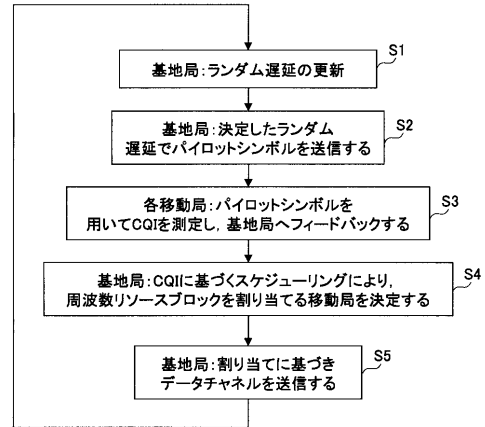 S1
基地局:ランダム遅延の更新
S2
基地局:決定したランダム
遅延でパイロットシンボルを送信する
S3
各移動局:パイロットシンボルを
用いてCQIを測定し,基地局へフィードバックする
S4
基地局:CQIに基づくスケジューリングにより,
周波数リソースブロックを割り当てる移動局を決定する
S5
基地局:割り当てに基づき
データチャネルを送信する